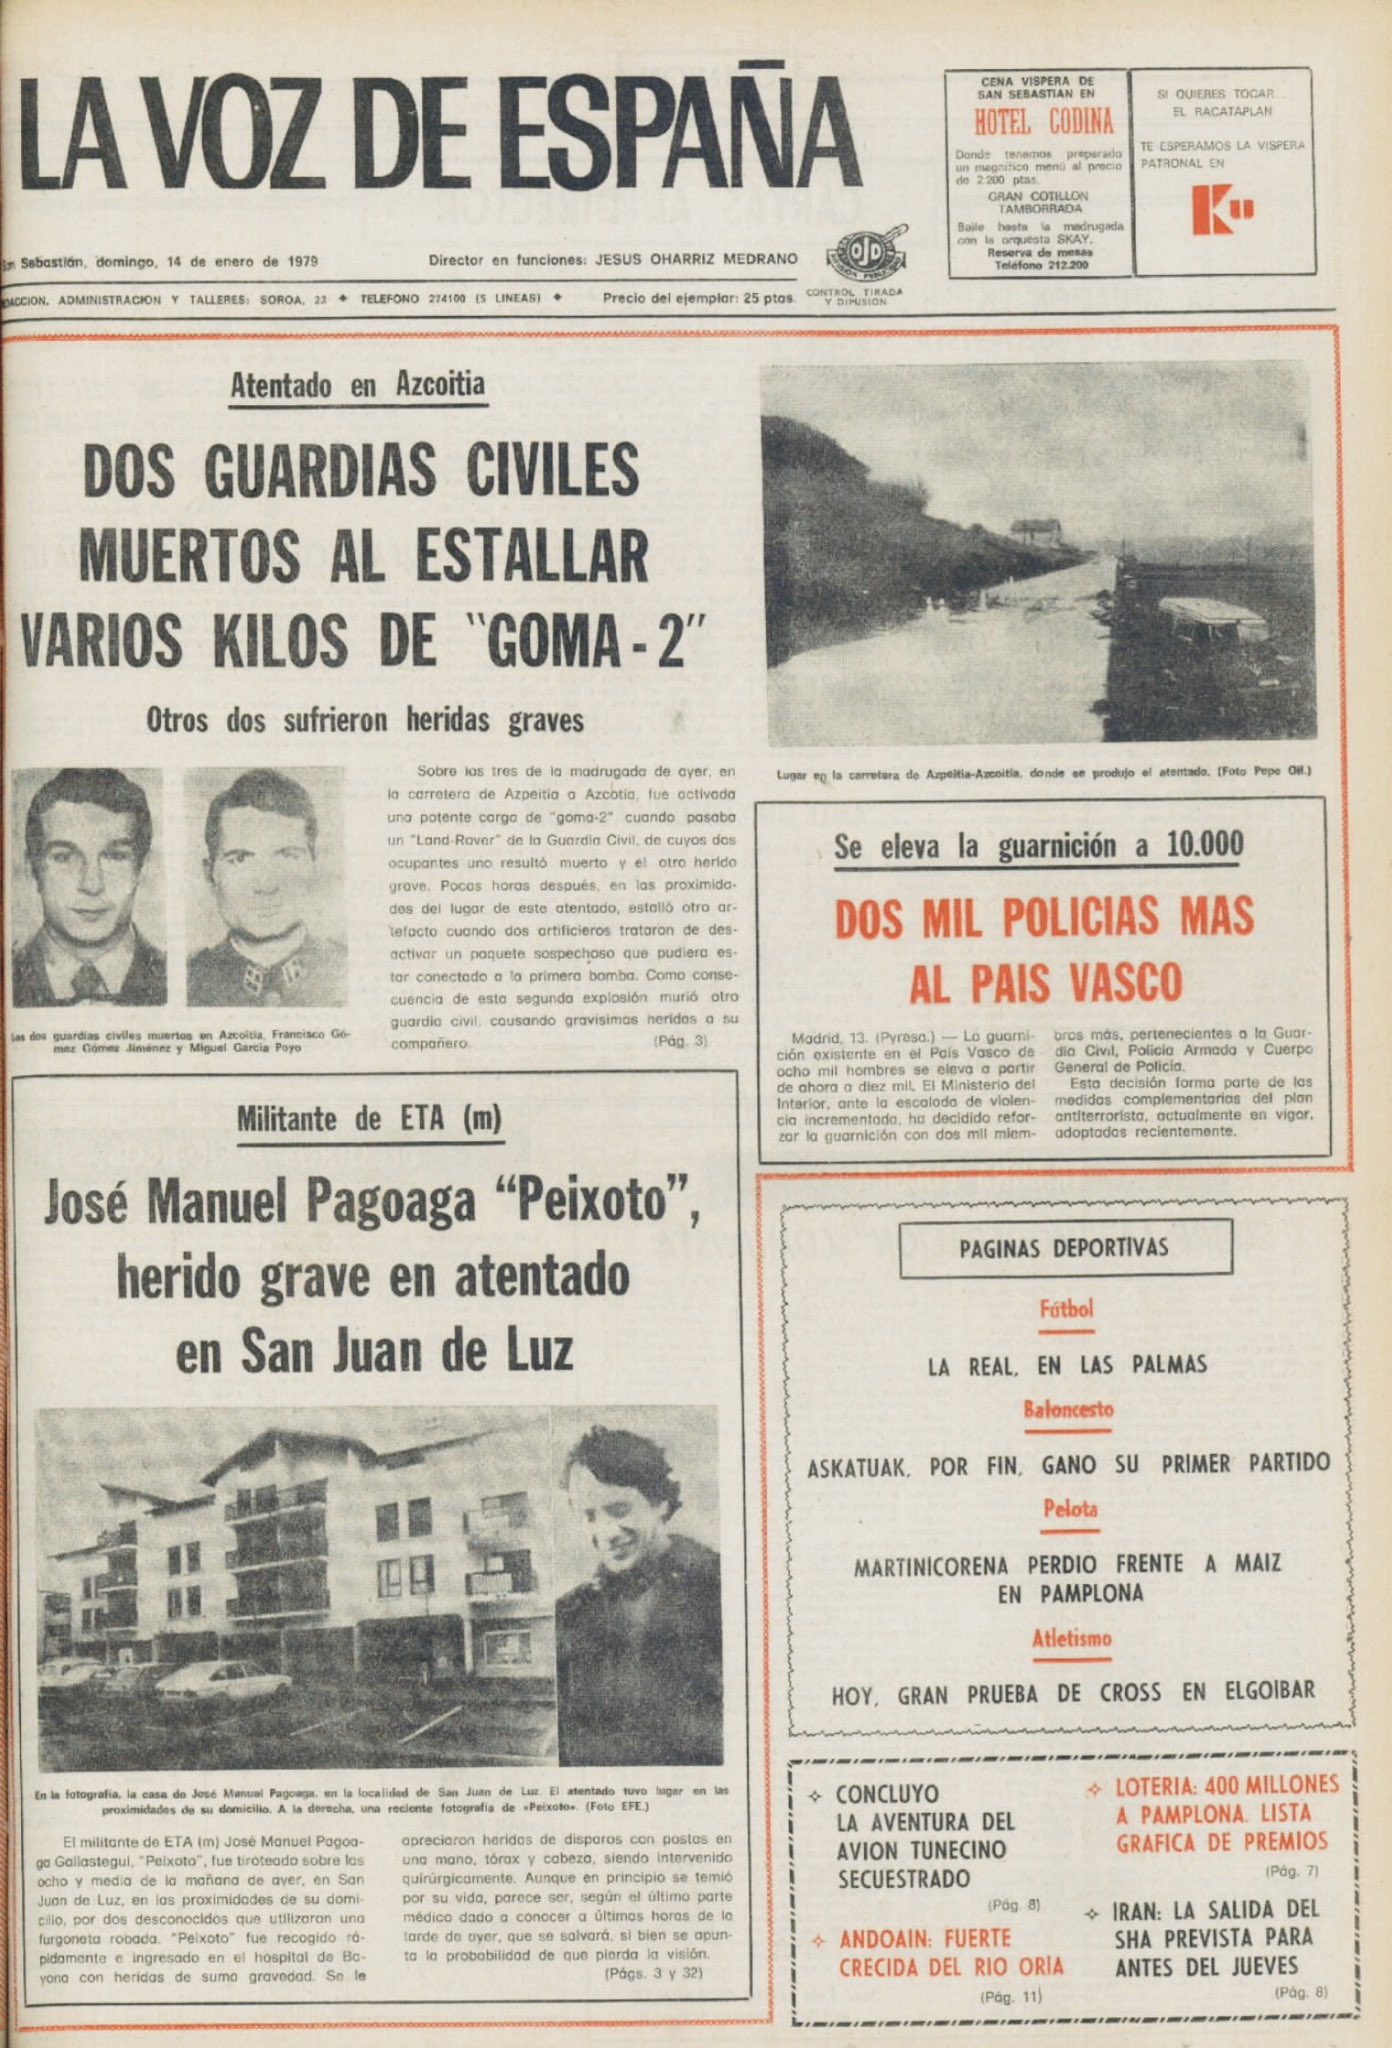 LA VOZ DE ESPAÑA
CENA VISPERA DE
SAN SEBASTIAN EN
HOTEL CODINA
Donde tenemos preparado
un magnífico menú al precio
de 2.200 ptas.
GRAN COTILLON
TAMBORRADA
Baile hasta la madrugada
con la orquesta SKAY.
Reserva de mesas
Teléfono 212.200
SI QUIERES TOCAR...
EL RACATAPLAN
TE ESPERAMOS LA VISPERA
PATRONAL EN
Ku
Sebastián, domingo, 14 de enero de 1979
Director en funciones: JESUS OHARRIZ MEDRANO
OJD
CONTROL TIRADA
Y DIFUSION
DACCION, ADMINISTRACION Y TALLERES: SOROA, 23 ◆ TELEFONO 274100 (5 LINEAS) ◆ Precio del ejemplar: 25 ptas.
Atentado en Azcoitia
DOS GUARDIAS CIVILES
MUERTOS AL ESTALLAR
VARIOS KILOS DE "GOMA-2"
Otros dos sufrieron heridas graves
Los dos guardias civiles muertos en Azcoitia, Francisco Gó-
mez Gómez Jiménez y Miguel García Poyo
Sobre las tres de la madrugada de ayer, en
la carretera de Azpeitia a Azcotia, fue activada
una potente carga de "goma-2" cuando pasaba
un "Land-Rover" de la Guardia Civil, de cuyos dos
ocupantes uno resultó muerto y el otro herido
grave. Pocas horas después, en las proximida-
des del lugar de este atentado, estalló otro ar-
tefacto cuando dos artificieros trataron de des-
activar un paquete sospechoso que pudiera es-
tar conectado a la primera bomba. Como conse-
cuencia de esta segunda explosión murió otro
guardia civil, causando gravísimas heridas a su
compañero. (Pág. 3)
Lugar en la carretera de Azpeitia-Azcoitia, donde se produjo el atentado. (Foto Pepe Oll.)
Se eleva la guarnición a 10.000
DOS MIL POLICIAS MAS
AL PAIS VASCO
Madrid, 13. (Pyresa.) — La guarni-
ción existente en el País Vasco de
ocho mil hombres se eleva a partir
de ahora a diez mil. El Ministerio del
Interior, ante la escalada de violen-
cia incrementada, ha decidido refor-
zar la guarnición con dos mil miem-
bros más, pertenecientes a la Guar-
dia Civil, Policía Armada y Cuerpo
General de Policía.
Esta decisión forma parte de las
medidas complementarias del plan
antiterrorista, actualmente en vigor,
adoptadas recientemente.
Militante de ETA (m)
José Manuel Pagoaga "Peixoto",
herido grave en atentado
en San Juan de Luz
En la fotografía, la casa de José Manuel Pagoaga, en la localidad de San Juan de Luz. El atentado tuvo lugar en las
proximidades de su domicilio. A la derecha, una reciente fotografía de «Peixoto». (Foto EFE.)
El militante de ETA (m) José Manuel Pagoa-
ga Gallastegui, "Peixoto", fue tiroteado sobre las
ocho y media de la mañana de ayer, en San
Juan de Luz, en las proximidades de su domi-
cilio, por dos desconocidos que utilizaron una
furgoneta robada. "Peixoto" fue recogido rá-
pidamente e ingresado en el hospital de Ba-
yona con heridas de suma gravedad. Se le
apreciaron heridas de disparos con postas en
una mano, tórax y cabeza, siendo intervenido
quirúrgicamente. Aunque en principio se temió
por su vida, parece ser, según el último parte
médico dado a conocer a últimas horas de la
tarde de ayer, que se salvará, si bien se apun-
ta la probabilidad de que pierda la visión.
(Págs. 3 y 32)
PAGINAS DEPORTIVAS
Fútbol
LA REAL, EN LAS PALMAS
Baloncesto
ASKATUAK, POR FIN, GANO SU PRIMER PARTIDO
Pelota
MARTINICORENA PERDIO FRENTE A MAIZ
EN PAMPLONA
Atletismo
HOY, GRAN PRUEBA DE CROSS EN ELGOIBAR
CONCLUYO
LA AVENTURA DEL
AVION TUNECINO
SECUESTRADO
(Pág. 8)
ANDOAIN: FUERTE
CRECIDA DEL RIO ORIA
(Pág. 11)
LOTERIA: 400 MILLONES
A PAMPLONA. LISTA
GRAFICA DE PREMIOS
(Pág. 7)
IRAN: LA SALIDA DEL
SHA PREVISTA PARA
ANTES DEL JUEVES
(Pág. 8)